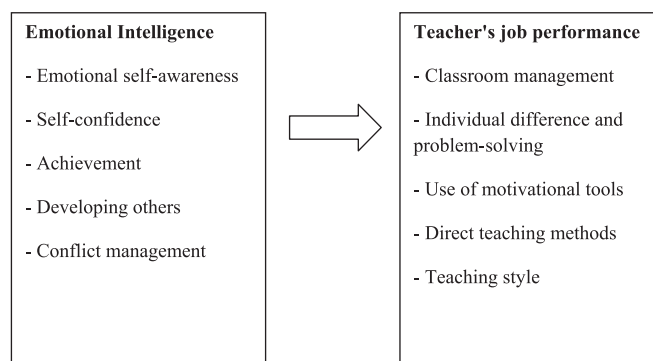 Emotional Intelligence
- Emotional self-awareness
- Self-confidence
- Achievement
- Developing others
- Conflict management
Teacher's job performance
- Classroom management
- Individual difference and
problem-solving
- Use of motivational tools
- Direct teaching methods
- Teaching style